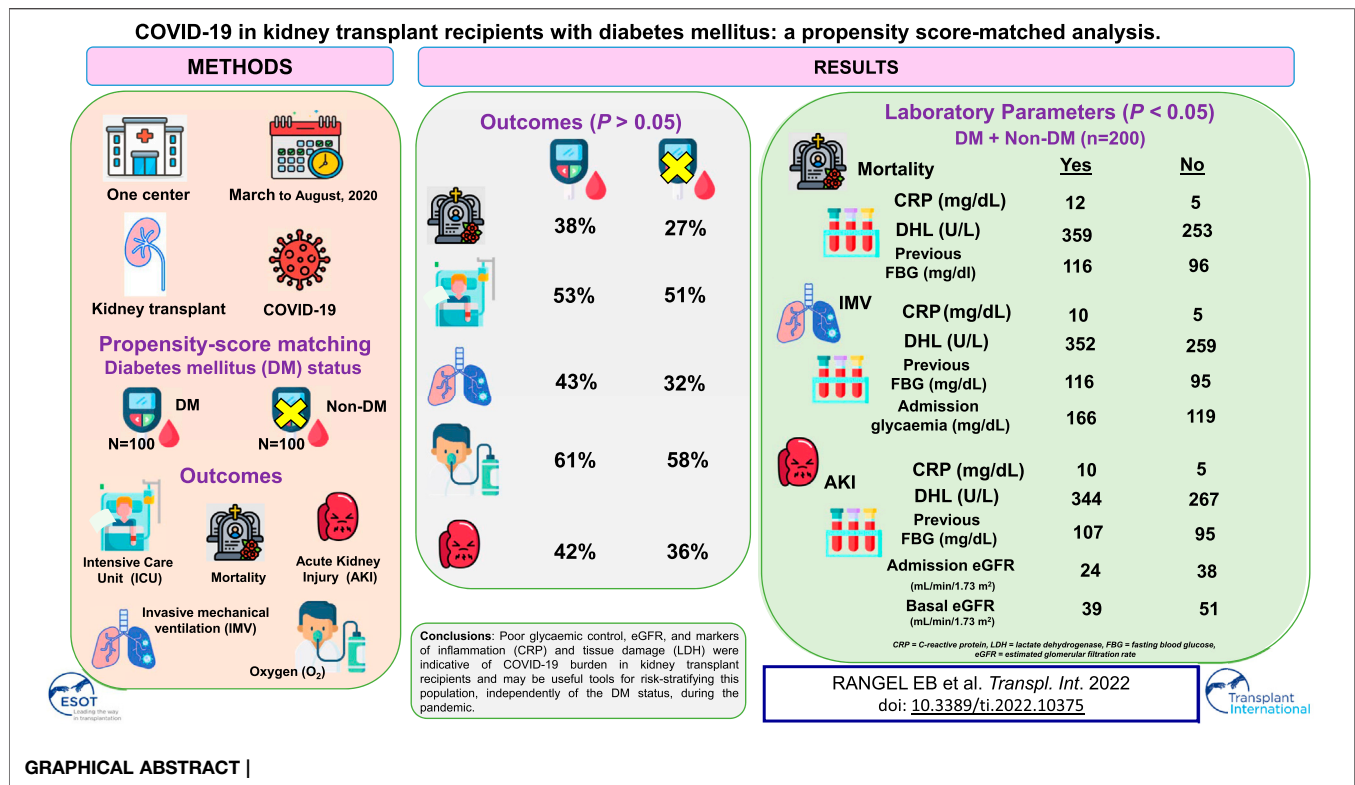 COVID-19 in kidney transplant recipients with diabetes mellitus: a propensity score-matched analysis.
METHODS
One center
March to August, 2020
Kidney transplant
COVID-19
Propensity-score matching
Diabetes mellitus (DM) status
DM
N=100
Non-DM
N=100
Outcomes
Intensive Care
Unit (ICU)
Mortality
Acute Kidney
Injury (AKI)
Invasive mechanical
ventilation (IMV)
Oxygen (O₂)
ESOT
Leading the way
in transplantation
RESULTS
Outcomes (P > 0.05)
38% 27%
53% 51%
43% 32%
61% 58%
42% 36%
Conclusions: Poor glycaemic control, eGFR, and markers
of inflammation (CRP) and tissue damage (LDH) were
indicative of COVID-19 burden in kidney transplant
recipients and may be useful tools for risk-stratifying this
population, independently of the DM status, during the
pandemic.
Laboratory Parameters (P < 0.05)
DM + Non-DM (n=200)
Mortality Yes No
CRP (mg/dL) 12 5
DHL (U/L) 359 253
Previous
FBG (mg/dl) 116 96
IMV
CRP (mg/dL) 10 5
DHL (U/L) 352 259
Previous
FBG (mg/dL) 116 95
Admission
glycaemia (mg/dL) 166 119
AKI
CRP (mg/dL) 10 5
DHL (U/L) 344 267
Previous
FBG (mg/dL) 107 95
Admission eGFR 24 38
(mL/min/1.73 m²)
Basal eGFR 39 51
(mL/min/1.73 m²)
CRP = C-reactive protein, LDH = lactate dehydrogenase, FBG = fasting blood glucose,
eGFR = estimated glomerular filtration rate
RANGEL EB et al. Transpl. Int. 2022
doi: 10.3389/ti.2022.10375
Transplant
International
GRAPHICAL ABSTRACT |